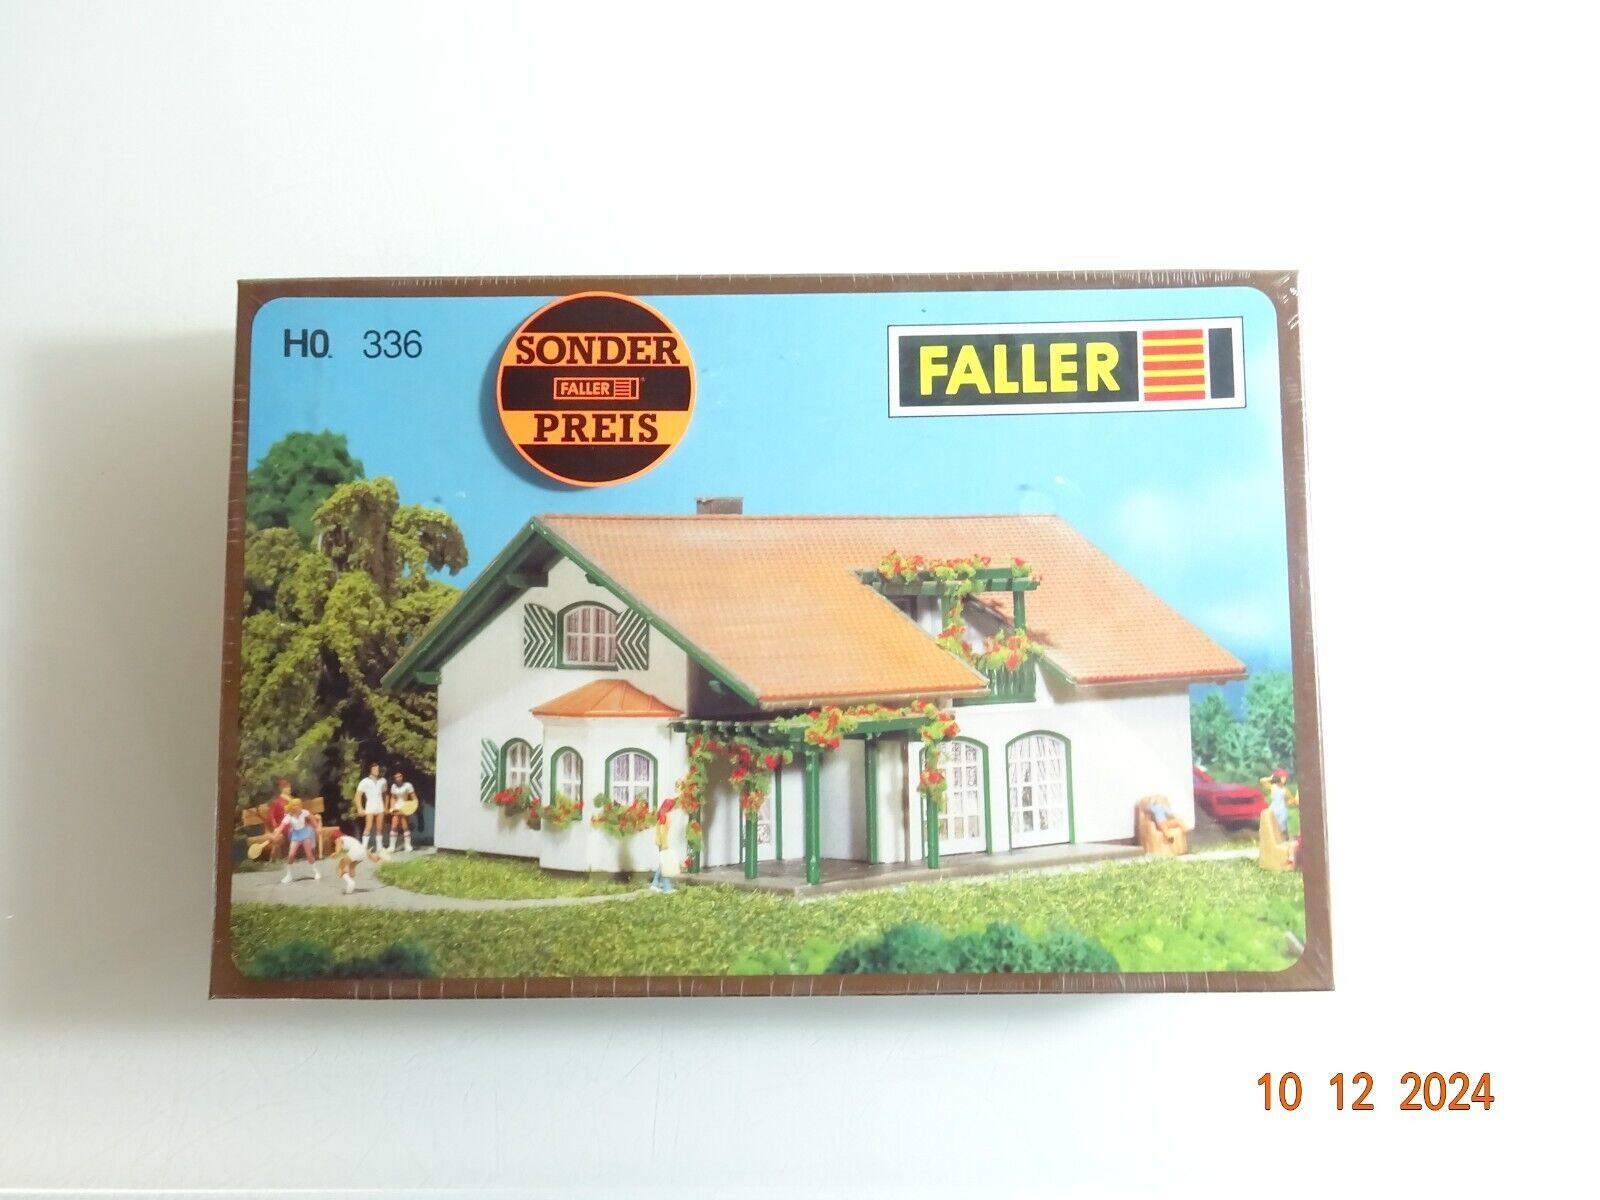 H0 336
SONDER
FALLER
PREIS
FALLER
10 12 2024